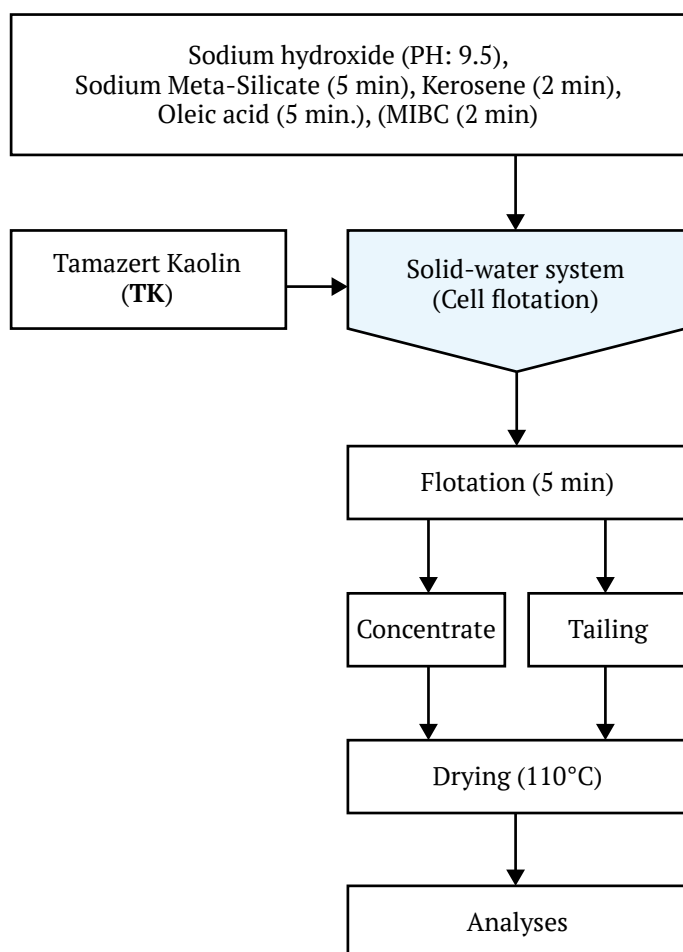 Sodium hydroxide (PH: 9.5),
Sodium Meta-Silicate (5 min), Kerosene (2 min),
Oleic acid (5 min.), (MIBC (2 min)
Tamazert Kaolin
(TK)
Solid-water system
(Cell flotation)
Flotation (5 min)
Concentrate
Tailing
Drying (110°C)
Analyses